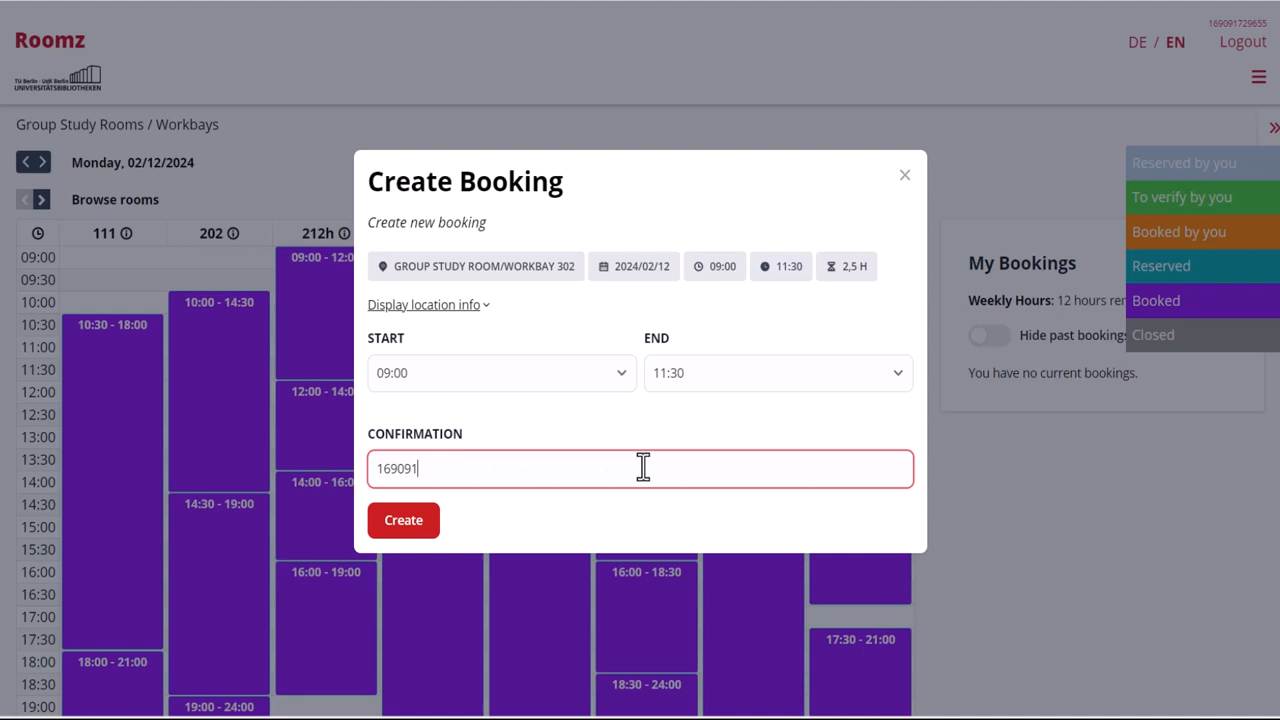 169091729655
Roomz
DE / EN
Logout
TU Berlin · UdK Berlin
UNIVERSITÄTSBIBLIOTHEKEN
Group Study Rooms / Workbays
Monday, 02/12/2024
Browse rooms
111
202
212h
09:00
09:30
10:00
10:30
11:00
11:30
12:00
12:30
13:00
13:30
14:00
14:30
15:00
15:30
16:00
16:30
17:00
17:30
18:00
18:30
19:00
10:30 - 18:00
18:00 - 21:00
10:00 - 14:30
14:30 - 19:00
19:00 - 24:00
09:00 - 12:0
12:00 - 14:0
14:00 - 16:0
16:00 - 19:00
16:00 - 18:30
18:30 - 24:00
17:30 - 21:00
Create Booking
Create new booking
GROUP STUDY ROOM/WORKBAY 302
2024/02/12
09:00
11:30
2,5 H
Display location info
START
END
09:00
11:30
CONFIRMATION
169091
Create
Reserved by you
To verify by you
Booked by you
Reserved
Booked
Closed
My Bookings
Weekly Hours: 12 hours rer
Hide past bookings
You have no current bookings.